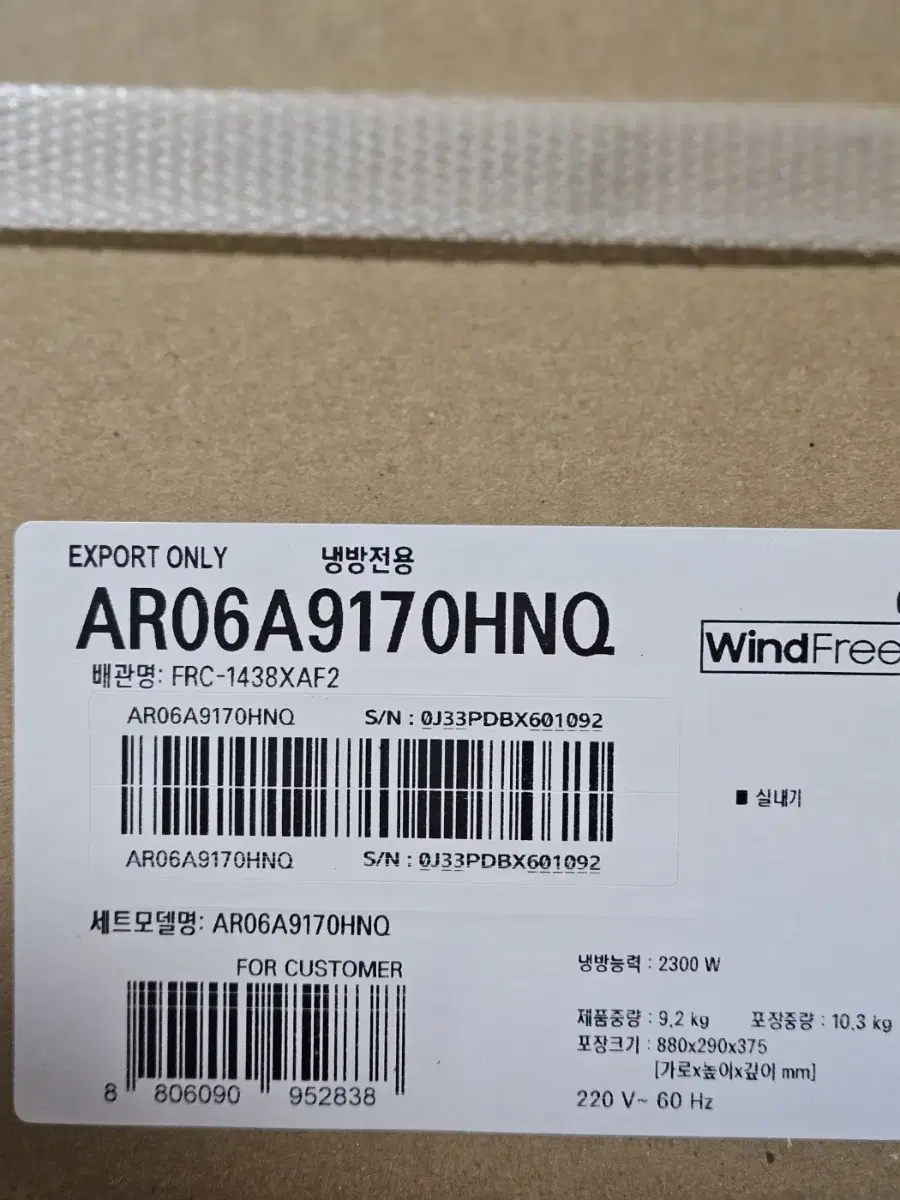 EXPORT ONLY 냉방전용
AR06A9170HNQ
WindFree
배관명: FRC-1438XAF2
AR06A9170HNQ S/N : 0J33PDBX601092
■ 실내기
AR06A9170HNQ S/N : 0J33PDBX601092
세트모델명: AR06A9170HNQ
FOR CUSTOMER
냉방능력 : 2300 W
제품중량 : 9.2 kg 포장중량 : 10.3 kg
포장크기 : 880x290x375
[가로x높이x깊이 mm]
8 806090 952838
220 V~ 60 Hz